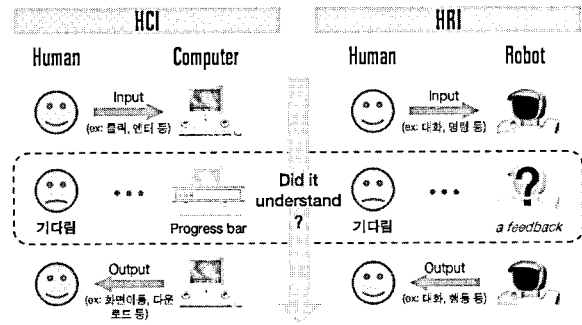 HCI
HRI
Human
Computer
Human
Robot
Input
(ex: 클릭, 엔터 등)
Input
(ex: 대화, 명령 등)
...
Did it
understand
?
...
?
기다림
Progress bar
기다림
a feedback
Output
(ex: 화면이동, 다운
로드 등)
Output
(ex: 대화, 행동 등)